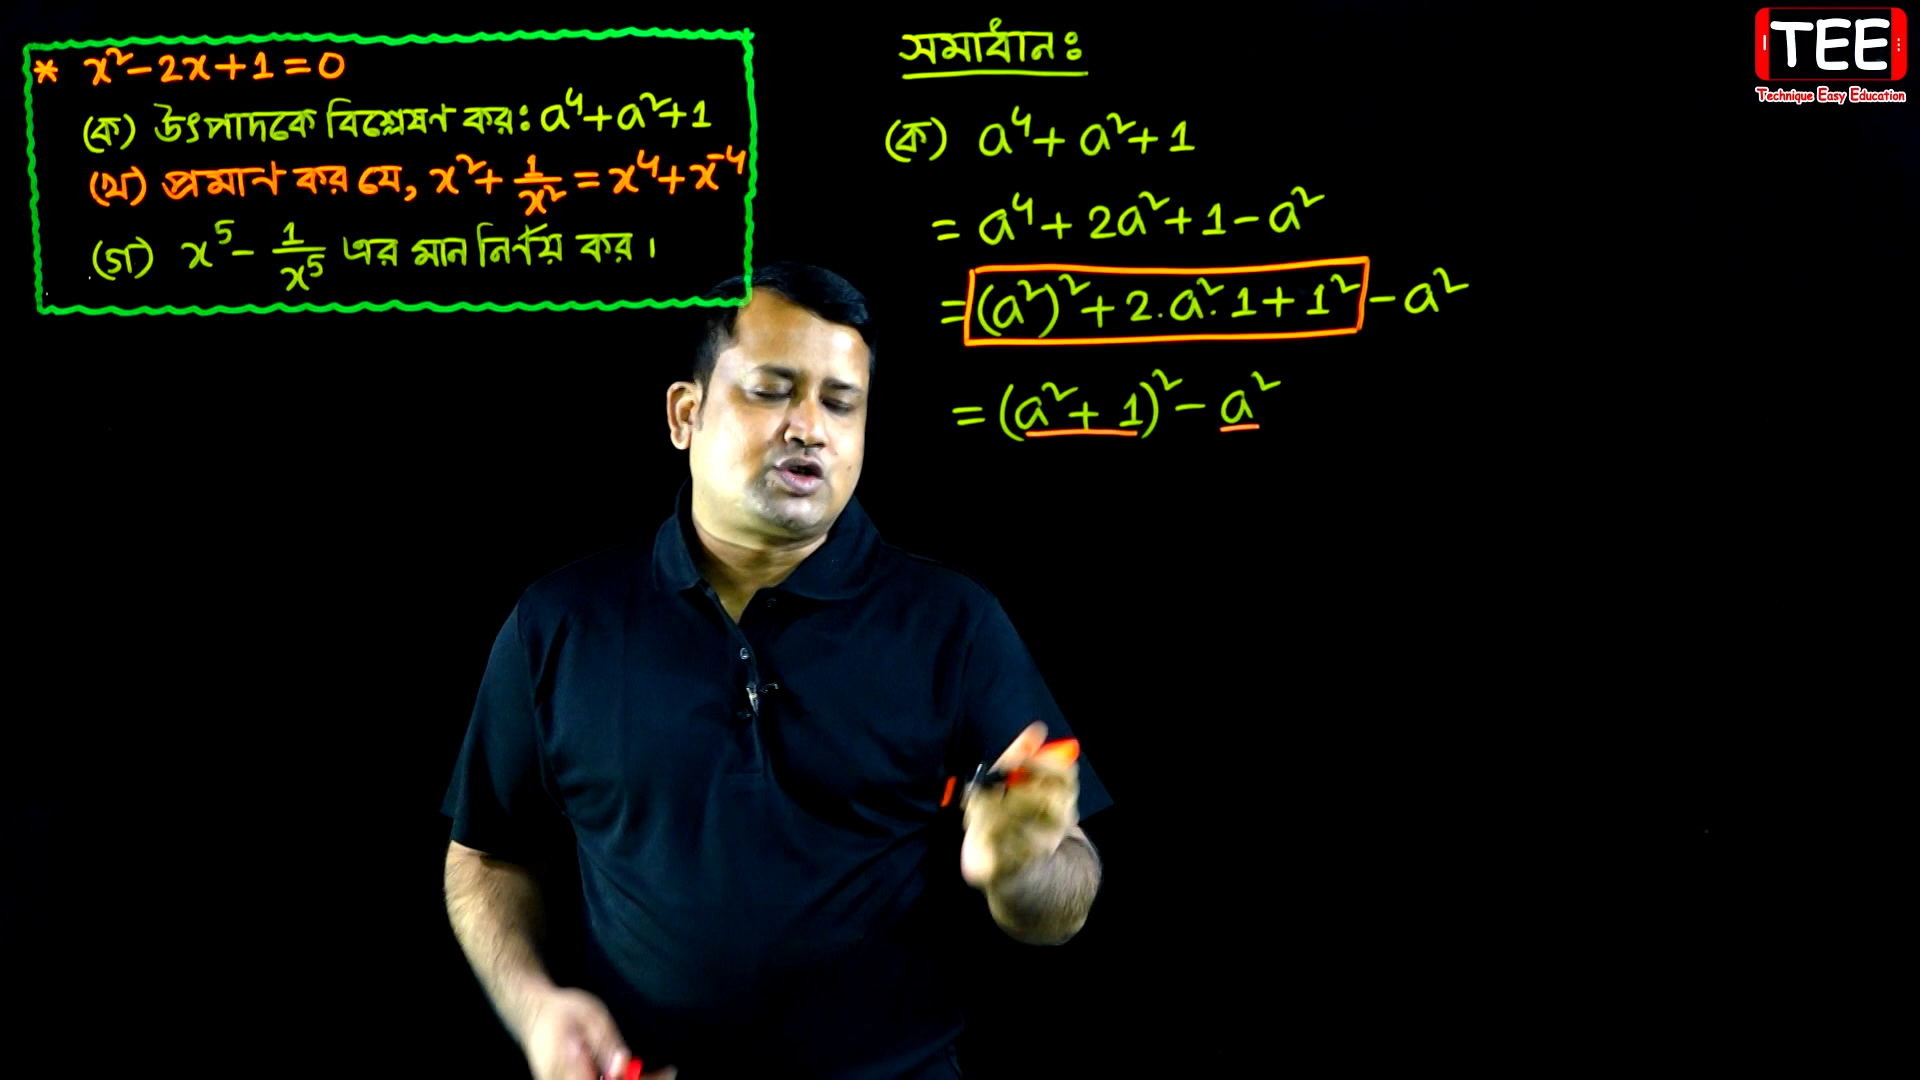 * x² - 2x + 1 = 0
(ক) উৎপাদকে বিশ্লেষণ কর: a⁴ + a² + 1
(খ) প্রমাণ কর যে, x² + 1/x² = x⁴ + x⁻⁴
(গ) x⁵ - 1/x⁵ এর মান নির্ণয় কর।
সমাধানঃ
(ক) a⁴ + a² + 1
= a⁴ + 2a² + 1 - a²
= (a²)² + 2.a².1 + 1² - a²
= (a² + 1)² - a²
TEE
Technique Easy Education